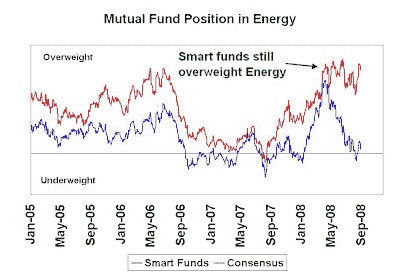 Mutual Fund Position in Energy
Overweight
Smart funds still
overweight Energy
Underweight
Jan-05
May-05
Sep-05
Jan-06
May-06
Sep-06
Jan-07
May-07
Sep-07
Jan-08
May-08
Sep-08
Smart Funds
Consensus